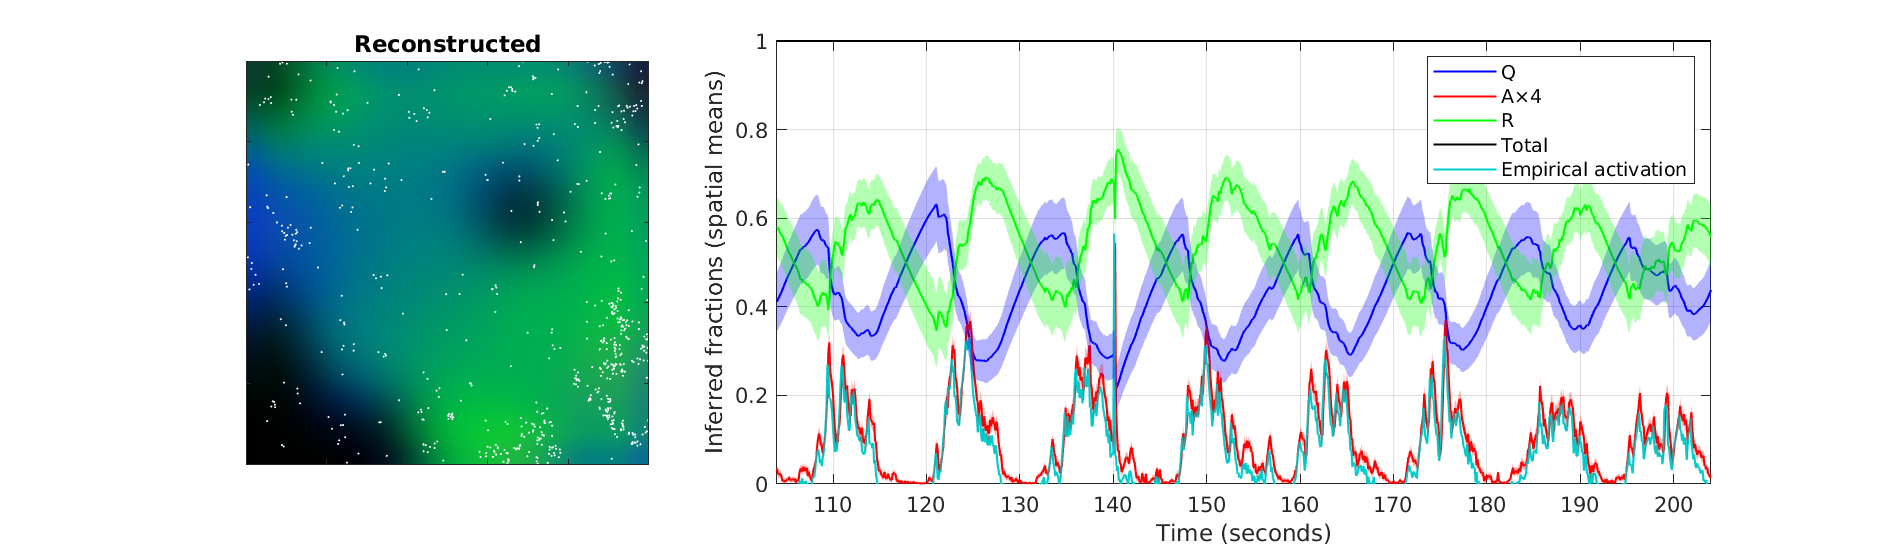 Reconstructed
Inferred fractions (spatial means)
1
0.8
0.6
0.4
0.2
0
110 120 130 140 150 160 170 180 190 200
Time (seconds)
Q
A×4
R
Total
Empirical activation